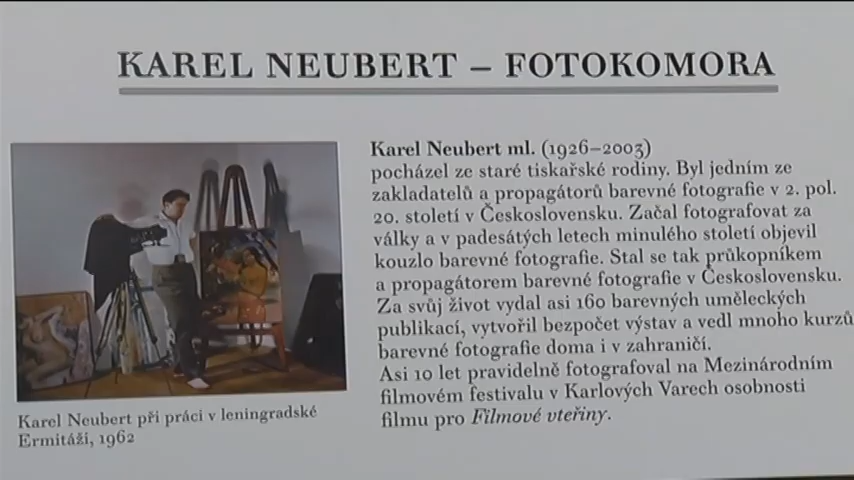 KAREL NEUBERT – FOTOKOMORA
Karel Neubert ml. (1926–2003)
pocházel ze staré tiskařské rodiny. Byl jedním ze
zakladatelů a propagátorů barevné fotografie v 2. pol.
20. století v Československu. Začal fotografovat za
války a v padesátých letech minulého století objevil
kouzlo barevné fotografie. Stal se tak průkopníkem
a propagátorem barevné fotografie v Československu.
Za svůj život vydal asi 160 barevných uměleckých
publikací, vytvořil bezpočet výstav a vedl mnoho kurzů
barevné fotografie doma i v zahraničí.
Asi 10 let pravidelně fotografoval na Mezinárodním
filmovém festivalu v Karlových Varech osobnosti
filmu pro Filmové vteřiny.
Karel Neubert při práci v leningradské
Ermitáži, 1962